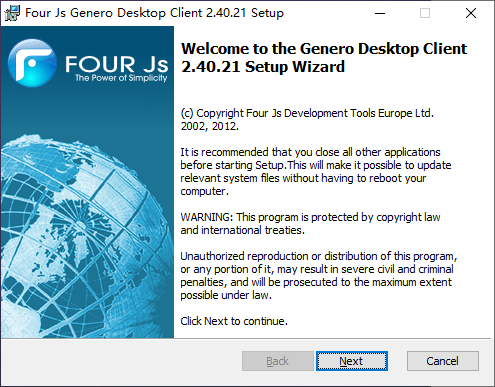 Four Js Genero Desktop Client 2.40.21 Setup
FOUR Js
The Power of Simplicity
Welcome to the Genero Desktop Client
2.40.21 Setup Wizard
(c) Copyright Four Js Development Tools Europe Ltd.
2002, 2012.
It is recommended that you close all other applications
before starting Setup.This will make it possible to update
relevant system files without having to reboot your
computer.
WARNING: This program is protected by copyright law
and international treaties.
Unauthorized reproduction or distribution of this program,
or any portion of it, may result in severe civil and criminal
penalties, and will be prosecuted to the maximum extent
possible under law.
Click Next to continue.
Back
Next
Cancel